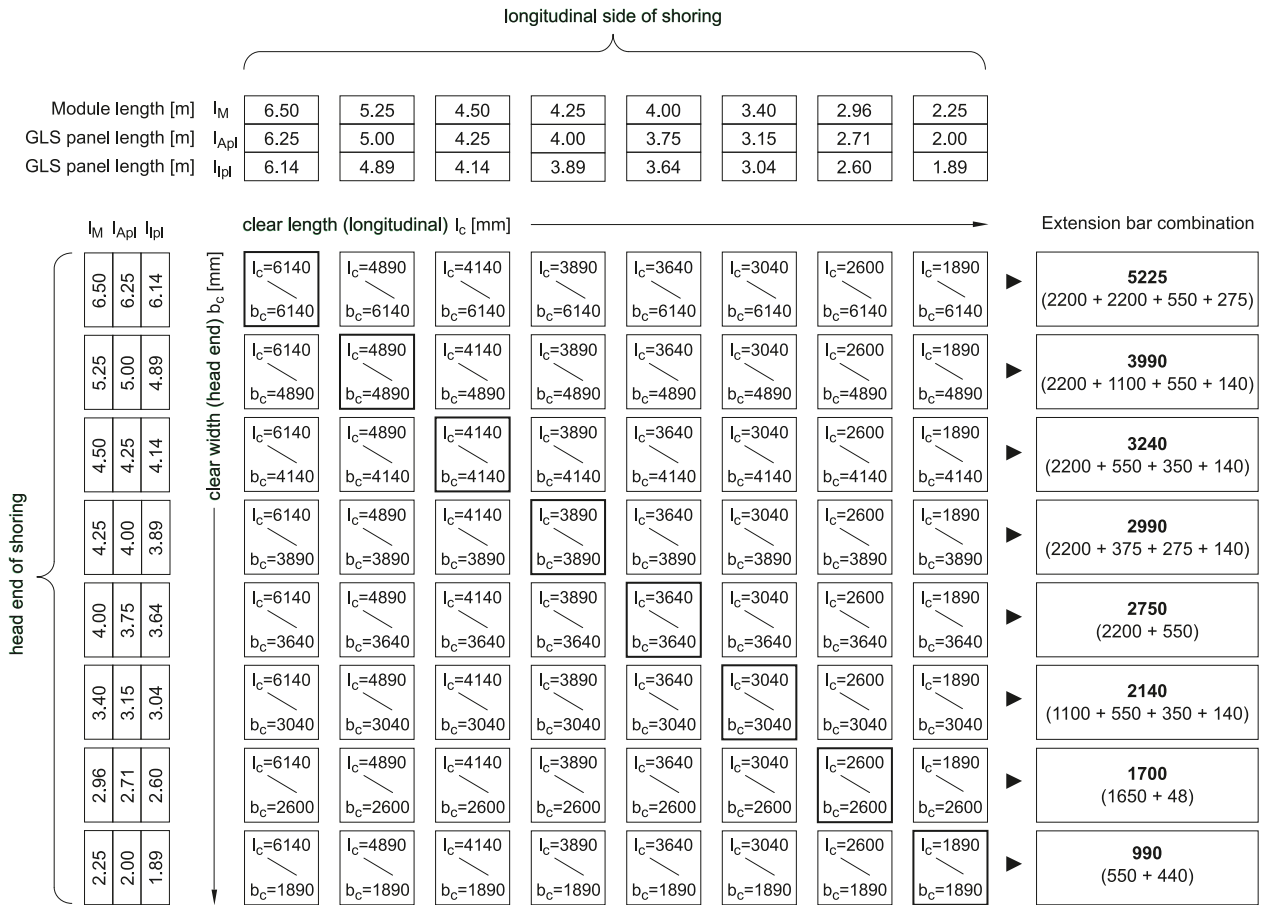 longitudinal side of shoring
Module length [m] lM 6.50 5.25 4.50 4.25 4.00 3.40 2.96 2.25
GLS panel length [m] lApl 6.25 5.00 4.25 4.00 3.75 3.15 2.71 2.00
GLS panel length [m] lIpl 6.14 4.89 4.14 3.89 3.64 3.04 2.60 1.89
lM lApl lIpl clear length (longitudinal) lc [mm] Extension bar combination
head end of shoring
clear width (head end) bc [mm]
6.50 6.25 6.14
lc=6140 lc=4890 lc=4140 lc=3890 lc=3640 lc=3040 lc=2600 lc=1890
bc=6140 bc=6140 bc=6140 bc=6140 bc=6140 bc=6140 bc=6140 bc=6140
5225
(2200 + 2200 + 550 + 275)
5.25 5.00 4.89
lc=6140 lc=4890 lc=4140 lc=3890 lc=3640 lc=3040 lc=2600 lc=1890
bc=4890 bc=4890 bc=4890 bc=4890 bc=4890 bc=4890 bc=4890 bc=4890
3990
(2200 + 1100 + 550 + 140)
4.50 4.25 4.14
lc=6140 lc=4890 lc=4140 lc=3890 lc=3640 lc=3040 lc=2600 lc=1890
bc=4140 bc=4140 bc=4140 bc=4140 bc=4140 bc=4140 bc=4140 bc=4140
3240
(2200 + 550 + 350 + 140)
4.25 4.00 3.89
lc=6140 lc=4890 lc=4140 lc=3890 lc=3640 lc=3040 lc=2600 lc=1890
bc=3890 bc=3890 bc=3890 bc=3890 bc=3890 bc=3890 bc=3890 bc=3890
2990
(2200 + 375 + 275 + 140)
4.00 3.75 3.64
lc=6140 lc=4890 lc=4140 lc=3890 lc=3640 lc=3040 lc=2600 lc=1890
bc=3640 bc=3640 bc=3640 bc=3640 bc=3640 bc=3640 bc=3640 bc=3640
2750
(2200 + 550)
3.40 3.15 3.04
lc=6140 lc=4890 lc=4140 lc=3890 lc=3640 lc=3040 lc=2600 lc=1890
bc=3040 bc=3040 bc=3040 bc=3040 bc=3040 bc=3040 bc=3040 bc=3040
2140
(1100 + 550 + 350 + 140)
2.96 2.71 2.60
lc=6140 lc=4890 lc=4140 lc=3890 lc=3640 lc=3040 lc=2600 lc=1890
bc=2600 bc=2600 bc=2600 bc=2600 bc=2600 bc=2600 bc=2600 bc=2600
1700
(1650 + 48)
2.25 2.00 1.89
lc=6140 lc=4890 lc=4140 lc=3890 lc=3640 lc=3040 lc=2600 lc=1890
bc=1890 bc=1890 bc=1890 bc=1890 bc=1890 bc=1890 bc=1890 bc=1890
990
(550 + 440)